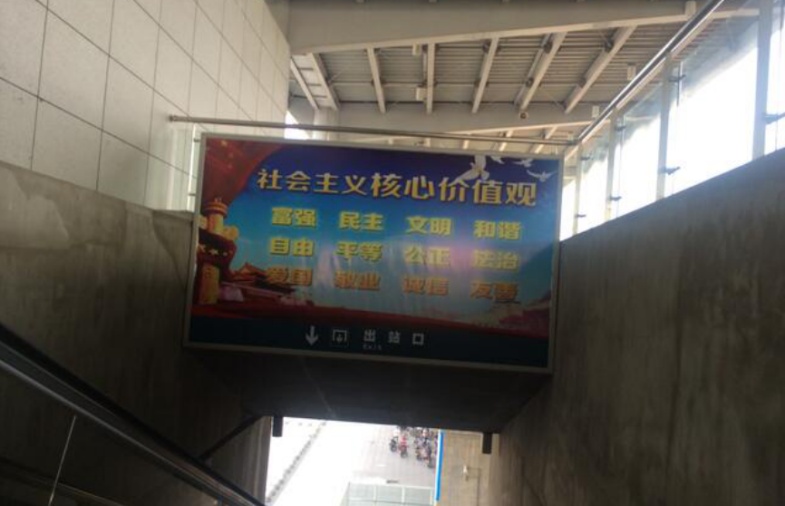 社会主义核心价值观
富强 民主 文明 和谐
自由 平等 公正 法治
爱国 敬业 诚信 友善
出站口
Exit